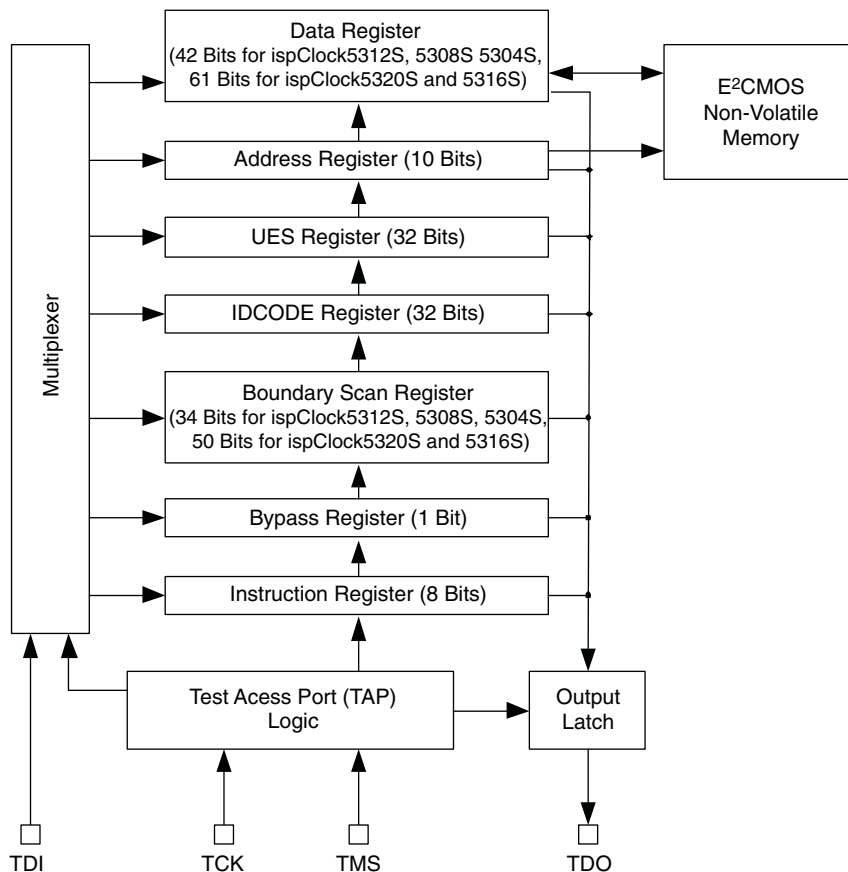 Data Register
(42 Bits for ispClock5312S, 5308S 5304S,
61 Bits for ispClock5320S and 5316S)
E²CMOS
Non-Volatile
Memory
Address Register (10 Bits)
UES Register (32 Bits)
IDCODE Register (32 Bits)
Multiplexer
Boundary Scan Register
(34 Bits for ispClock5312S, 5308S, 5304S,
50 Bits for ispClock5320S and 5316S)
Bypass Register (1 Bit)
Instruction Register (8 Bits)
Test Acess Port (TAP)
Logic
Output
Latch
TDI
TCK
TMS
TDO